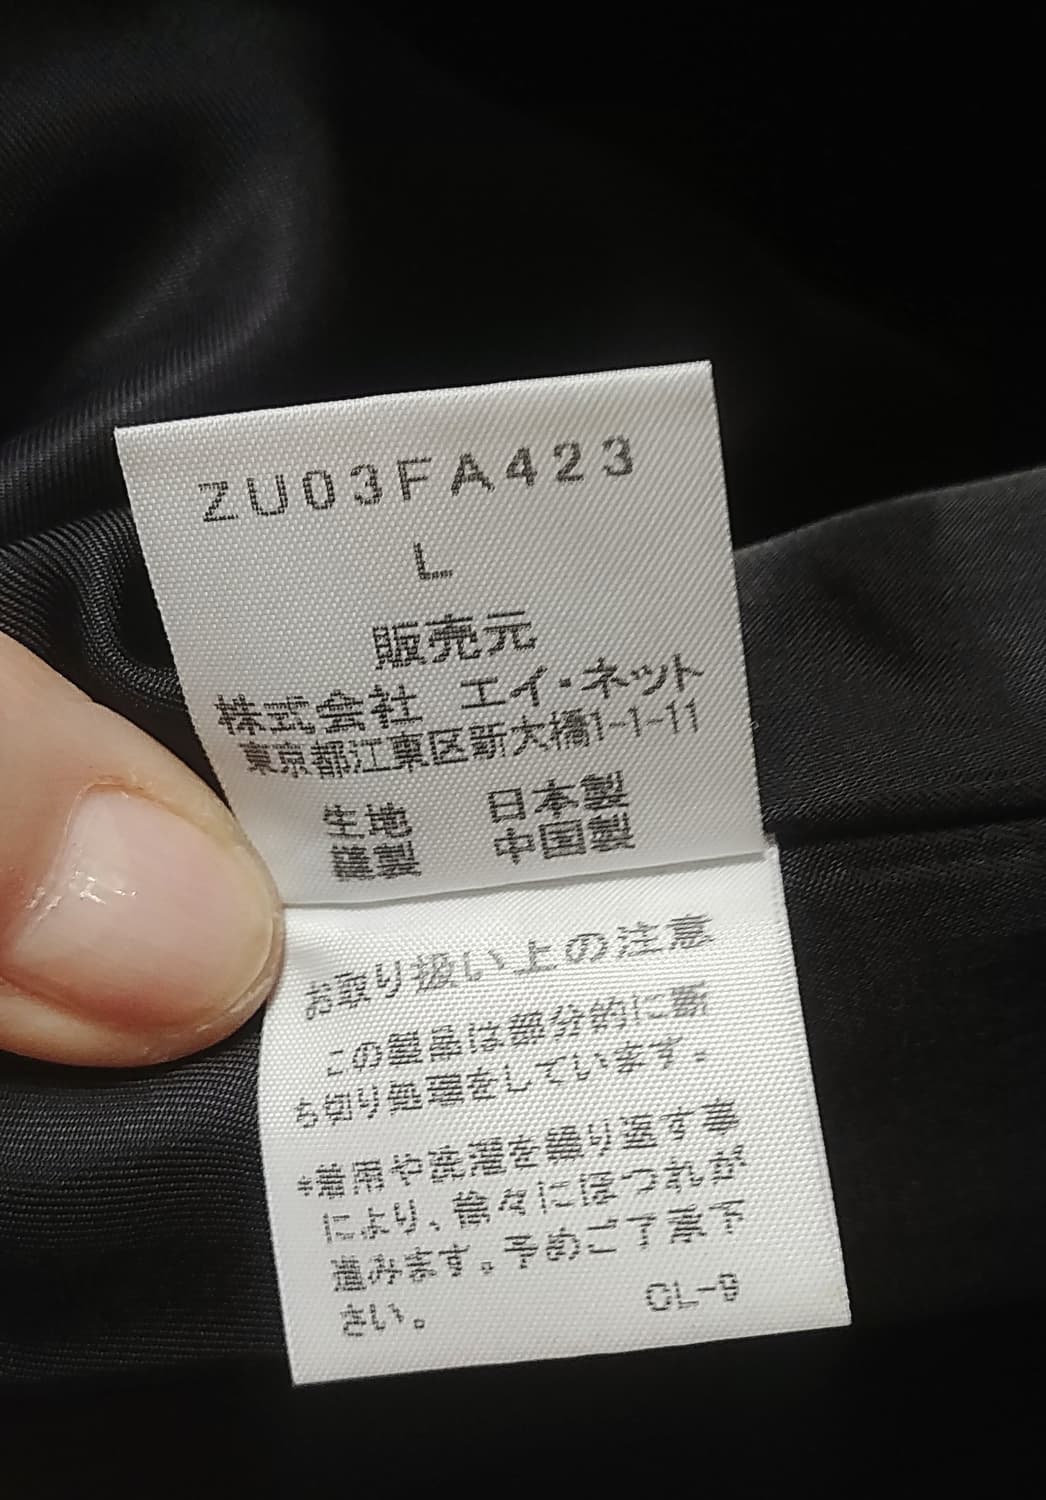 ZU03FA423
L
販売元
株式会社 エイ・ネット
東京都江東区新大橋1-1-11
生地 日本製
縫製 中国製
お取り扱い上の注意
この製品は部分的に断
ち切り処理をしています。
*着用や洗濯を繰り返す事
により、徐々にほつれが
進みます。予めご了承下
さい。
CL-9